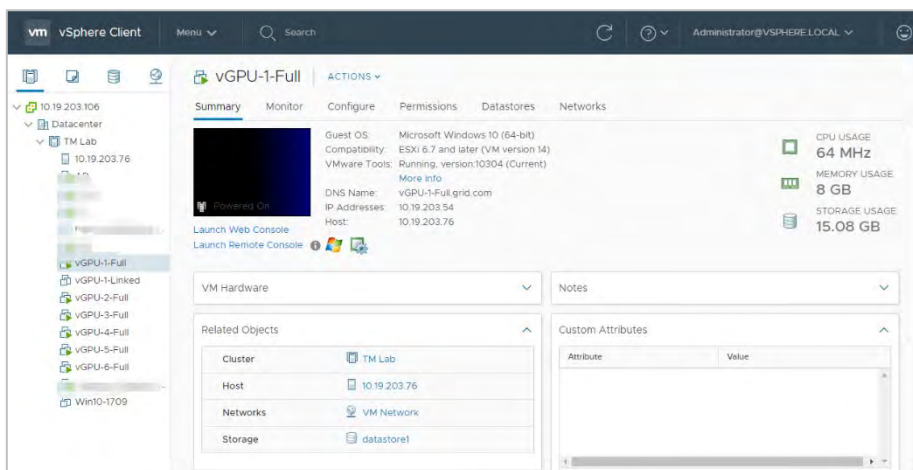 vm vSphere Client Menu Search Administrator@VSPHERE.LOCAL
10.19.203.106
Datacenter
TM Lab
10.19.203.76
vGPU-1-Full
vGPU-1-Linked
vGPU-2-Full
vGPU-3-Full
vGPU-4-Full
vGPU-5-Full
vGPU-6-Full
Win10-1709
vGPU-1-Full ACTIONS
Summary Monitor Configure Permissions Datastores Networks
Powered On
Launch Web Console
Launch Remote Console
Guest OS: Microsoft Windows 10 (64-bit)
Compatibility: ESXi 6.7 and later (VM version 14)
VMware Tools: Running, version:10304 (Current)
More info
DNS Name: vGPU-1-Full.grid.com
IP Addresses: 10.19.203.54
Host: 10.19.203.76
CPU USAGE
64 MHz
MEMORY USAGE
8 GB
STORAGE USAGE
15.08 GB
VM Hardware
Notes
Related Objects
Cluster TM Lab
Host 10.19.203.76
Networks VM Network
Storage datastore1
Custom Attributes
Attribute Value